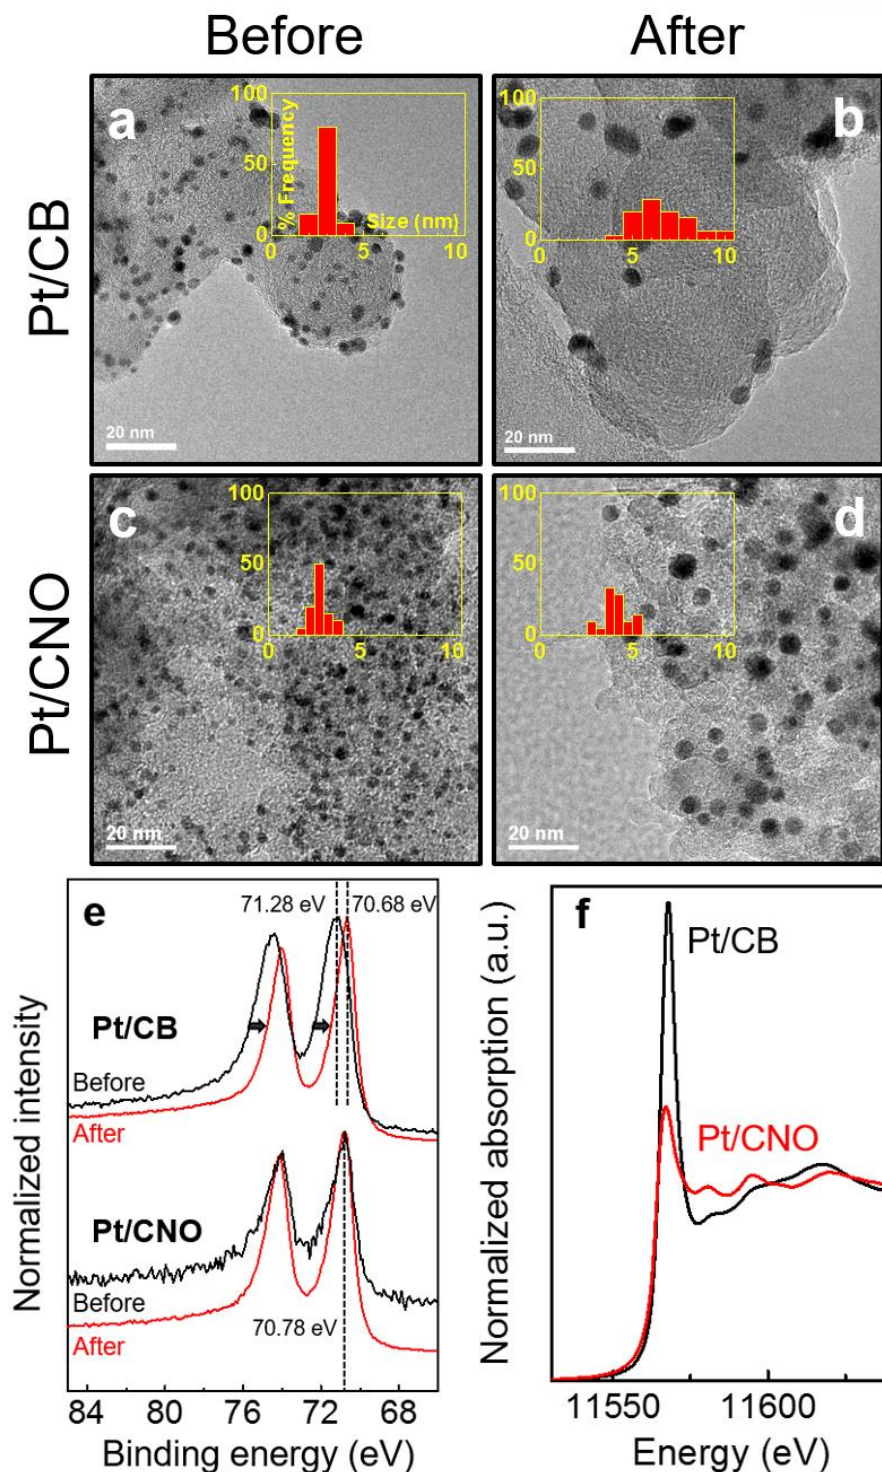 Before
After
Pt/CB
a
100
50
0
% Frequency
Size (nm)
0
5
10
20 nm
b
100
50
0
0
5
10
20 nm
Pt/CNO
c
100
50
0
0
5
10
20 nm
d
100
50
0
0
5
10
20 nm
e
71.28 eV
70.68 eV
Pt/CB
Before
After
Pt/CNO
Before
After
70.78 eV
Normalized intensity
84
80
76
72
68
Binding energy (eV)
f
Pt/CB
Pt/CNO
Normalized absorption (a.u.)
11550
11600
Energy (eV)